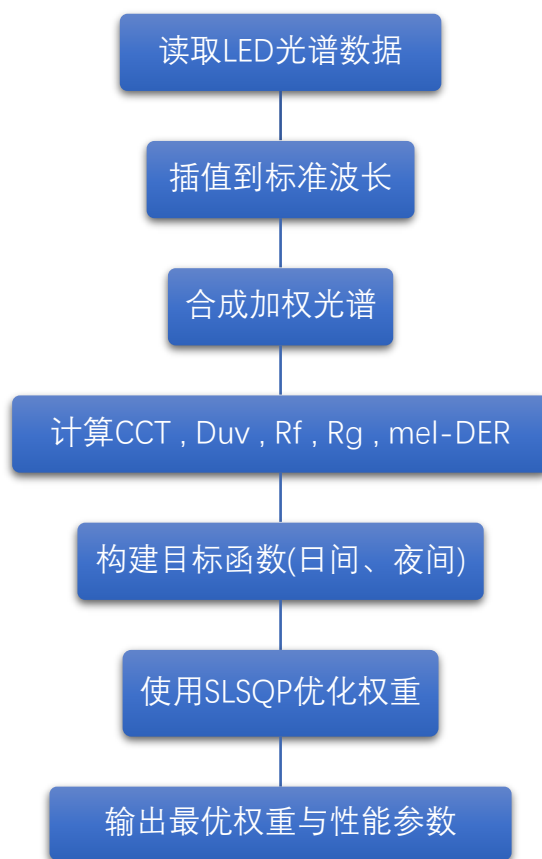 读取LED光谱数据
插值到标准波长
合成加权光谱
计算CCT , Duv , Rf , Rg , mel-DER
构建目标函数(日间、夜间)
使用SLSQP优化权重
输出最优权重与性能参数